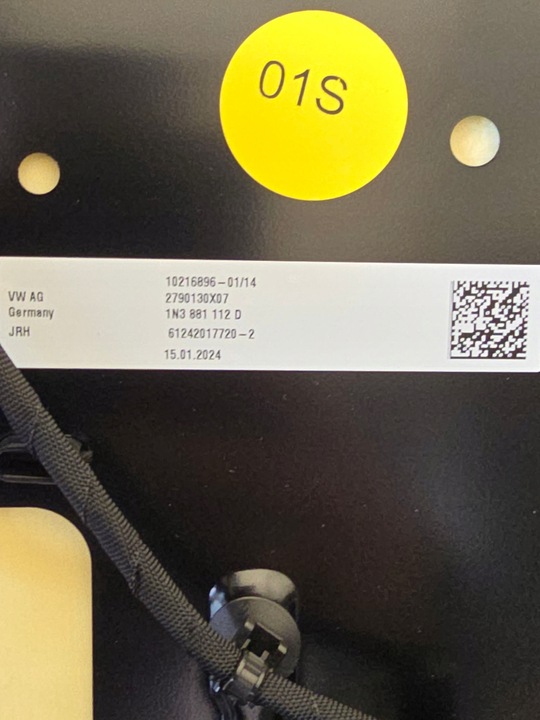 01S
10216896-01/14
VW AG 2790130X07
Germany 1N3 881 112 D
JRH 61242017720-2
15.01.2024